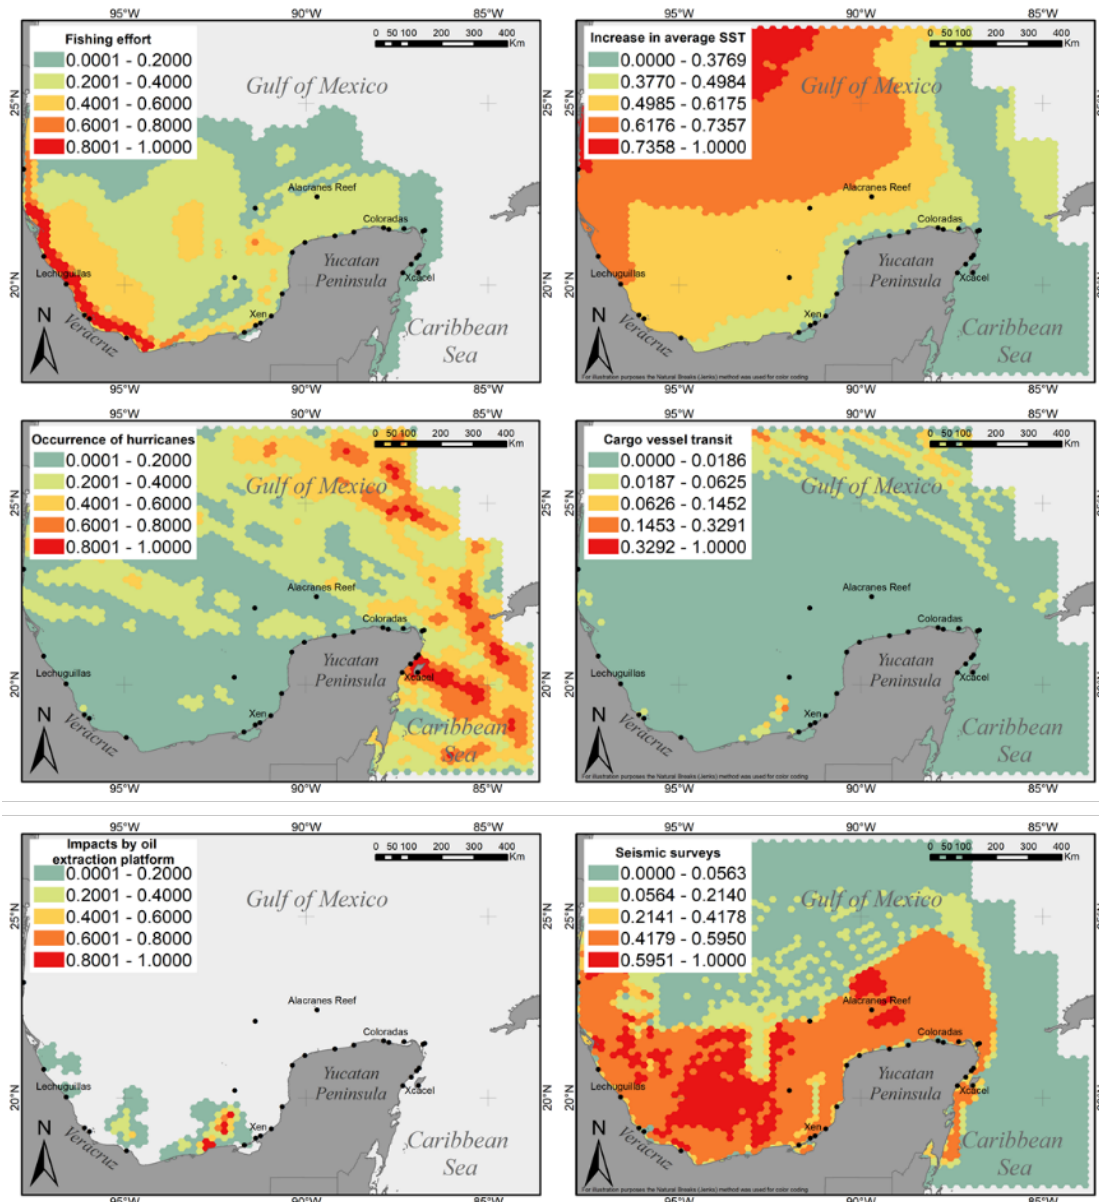 95°W 90°W 85°W 95°W 90°W 85°W
Fishing effort
0.0001 - 0.2000
0.2001 - 0.4000
0.4001 - 0.6000
0.6001 - 0.8000
0.8001 - 1.0000
0 50 100 200 300 400
Km
Gulf of Mexico
25°N
20°N
Alacranes Reef
Coloradas
Yucatan
Peninsula
Xcacel
Lechuguillas
Xen
N
Veracruz
Caribbean
Sea
95°W 90°W 85°W
Increase in average SST
0.0000 - 0.3769
0.3770 - 0.4984
0.4985 - 0.6175
0.6176 - 0.7357
0.7358 - 1.0000
0 50 100 200 300 400
Km
Gulf of Mexico
25°N
20°N
Alacranes Reef
Coloradas
Yucatan
Peninsula
Xcacel
Lechuguillas
Xen
N
Veracruz
Caribbean
Sea
For illustration purposes the Natural Breaks (Jenks) method was used for color coding.
95°W 90°W 85°W
Occurrence of hurricanes
0.0001 - 0.2000
0.2001 - 0.4000
0.4001 - 0.6000
0.6001 - 0.8000
0.8001 - 1.0000
0 50 100 200 300 400
Km
Gulf of Mexico
25°N
20°N
Alacranes Reef
Coloradas
Yucatan
Peninsula
Xcacel
Lechuguillas
Xen
N
Veracruz
Caribbean
Sea
95°W 90°W 85°W
Cargo vessel transit
0.0000 - 0.0186
0.0187 - 0.0625
0.0626 - 0.1452
0.1453 - 0.3291
0.3292 - 1.0000
0 50 100 200 300 400
Km
Gulf of Mexico
25°N
20°N
Alacranes Reef
Coloradas
Yucatan
Peninsula
Xcacel
Lechuguillas
Xen
N
Veracruz
Caribbean
Sea
For illustration purposes the Natural Breaks (Jenks) method was used for color coding.
95°W 90°W 85°W
95°W 90°W 85°W 95°W 90°W 85°W
Impacts by oil
extraction platform
0.0001 - 0.2000
0.2001 - 0.4000
0.4001 - 0.6000
0.6001 - 0.8000
0.8001 - 1.0000
0 50 100 200 300 400
Km
Gulf of Mexico
25°N
20°N
Alacranes Reef
Coloradas
Yucatan
Peninsula
Xcacel
Lechuguillas
Xen
N
Veracruz
Caribbean
Sea
Seismic surveys
0.0000 - 0.0563
0.0564 - 0.2140
0.2141 - 0.4178
0.4179 - 0.5950
0.5951 - 1.0000
0 50 100 200 300 400
Km
Gulf of Mexico
25°N
20°N
Alacranes Reef
Coloradas
Yucatan
Peninsula
Xcacel
Lechuguillas
Xen
N
Veracruz
Caribbean
Sea
For illustration purposes the Natural Breaks (Jenks) method was used for color coding.